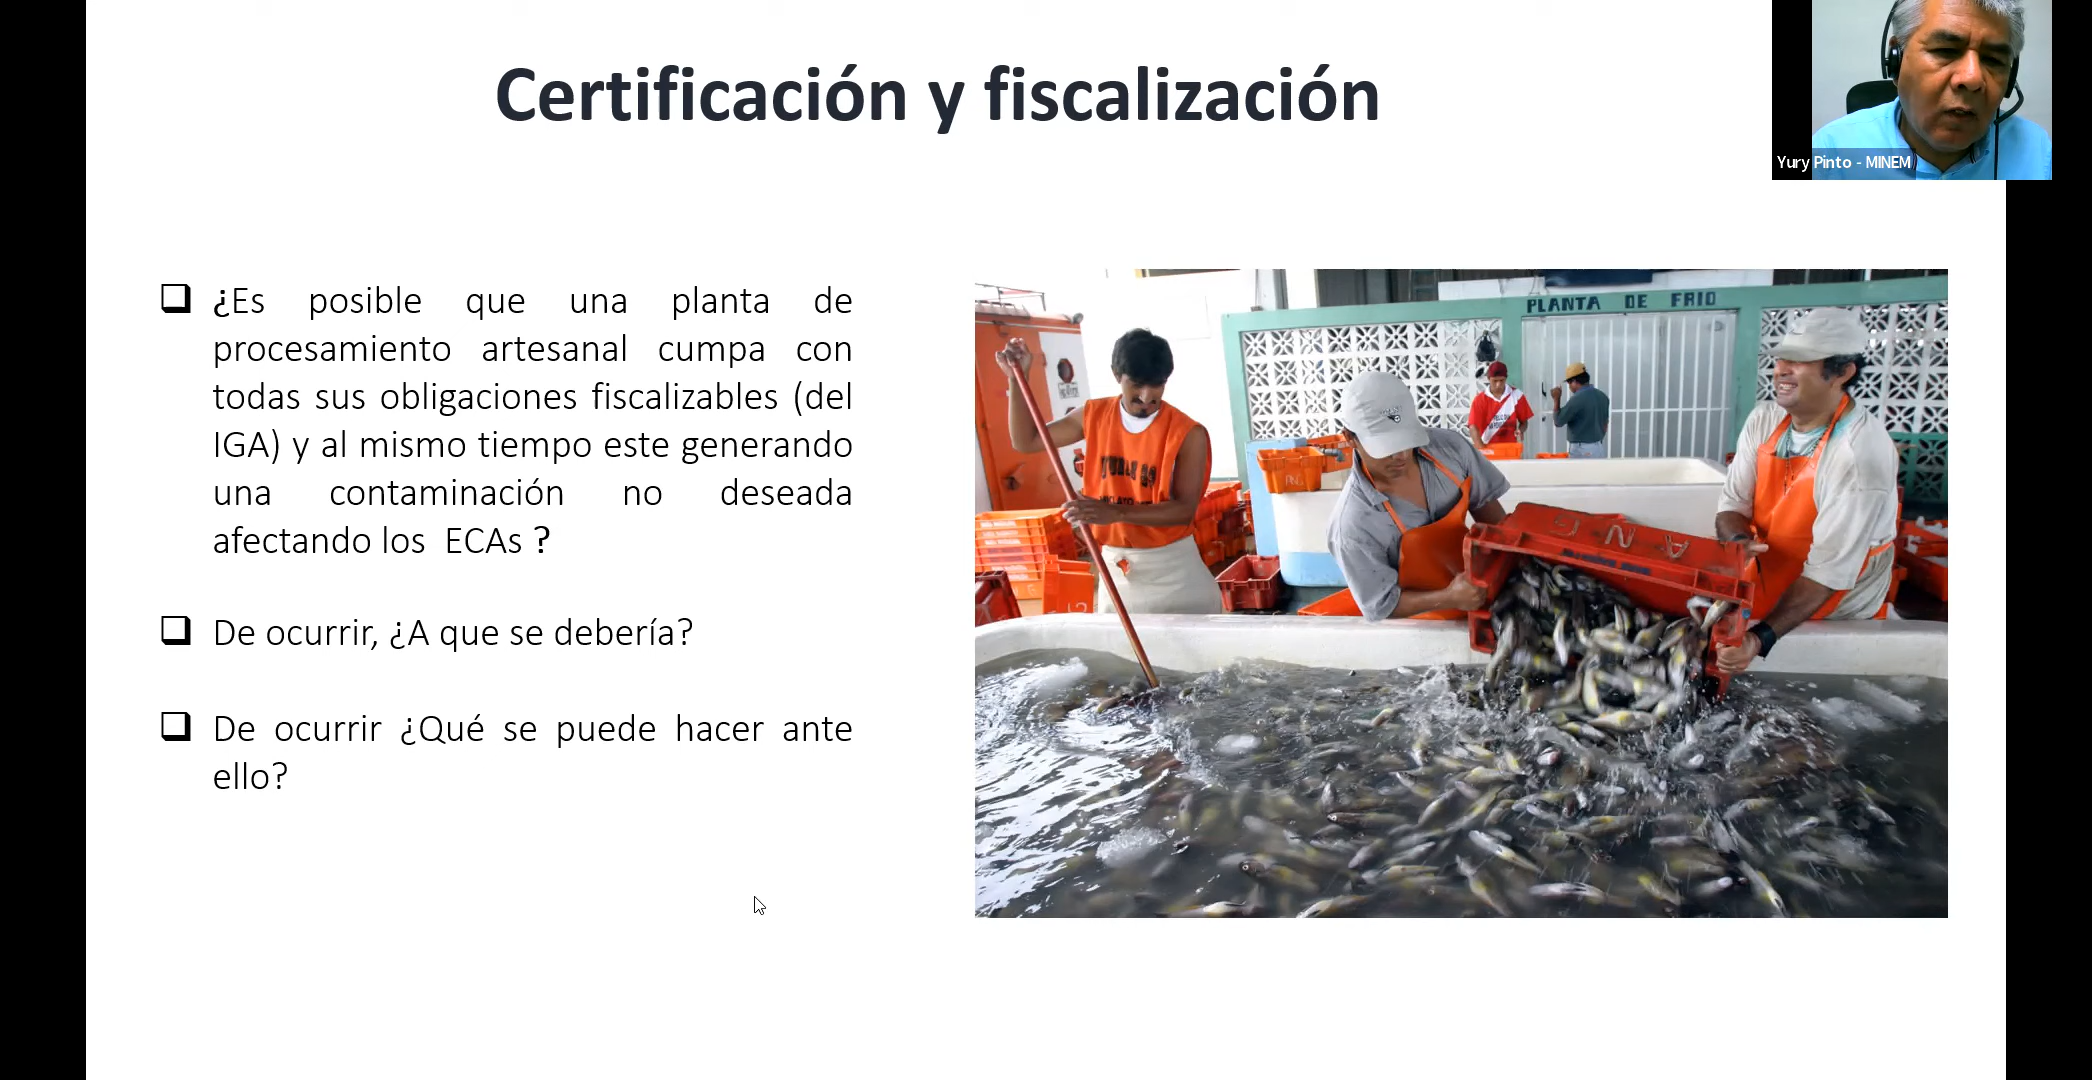 Certificación y fiscalización
Yury Pinto - MINEM
¿Es posible que una planta de
procesamiento artesanal cumpa con
todas sus obligaciones fiscalizables (del
IGA) y al mismo tiempo este generando
una contaminación no deseada
afectando los ECAs ?
De ocurrir, ¿A que se debería?
De ocurrir ¿Qué se puede hacer ante
ello?
PLANTA DE FRIO